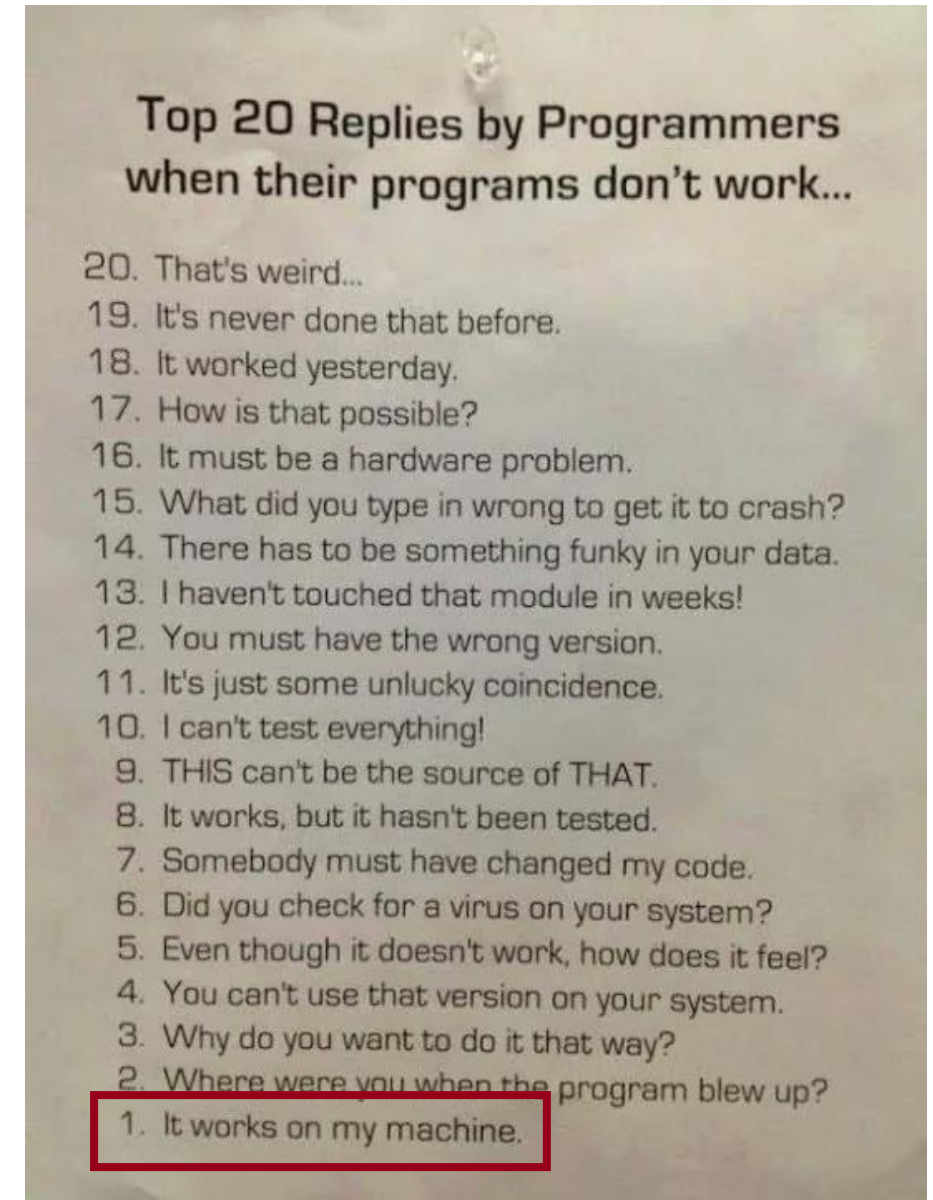 Top 20 Replies by Programmers
when their programs don't work...
20. That's weird...
19. It's never done that before.
18. It worked yesterday.
17. How is that possible?
16. It must be a hardware problem.
15. What did you type in wrong to get it to crash?
14. There has to be something funky in your data.
13. I haven't touched that module in weeks!
12. You must have the wrong version.
11. It's just some unlucky coincidence.
10. I can't test everything!
9. THIS can't be the source of THAT.
8. It works, but it hasn't been tested.
7. Somebody must have changed my code.
6. Did you check for a virus on your system?
5. Even though it doesn't work, how does it feel?
4. You can't use that version on your system.
3. Why do you want to do it that way?
2. Where were you when the program blew up?
1. It works on my machine.